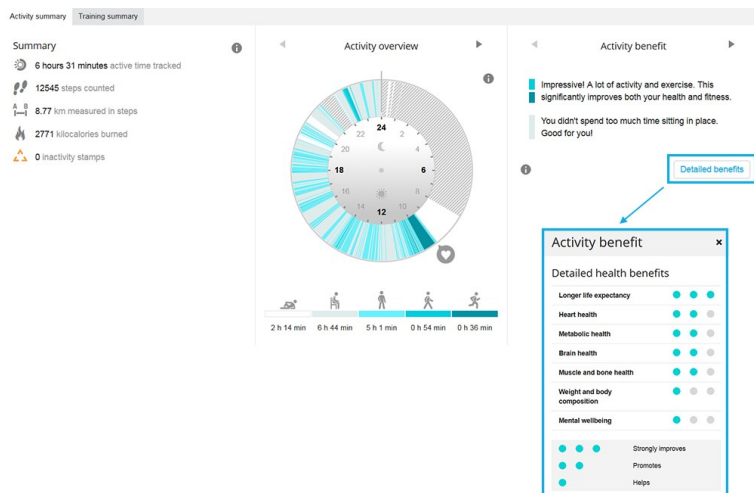 Activity summary
Training summary
Summary
6 hours 31 minutes active time tracked
12545 steps counted
A B
8.77 km measured in steps
2771 kilocalories burned
0 inactivity stamps
Activity overview
24
2
4
6
8
10
12
14
16
18
20
22
2 h 14 min
6 h 44 min
5 h 1 min
0 h 54 min
0 h 36 min
Activity benefit
Impressive! A lot of activity and exercise. This
significantly improves both your health and fitness.
You didn't spend too much time sitting in place.
Good for you!
Detailed benefits
Activity benefit
×
Detailed health benefits
Longer life expectancy
Heart health
Metabolic health
Brain health
Muscle and bone health
Weight and body
composition
Mental wellbeing
Strongly improves
Promotes
Helps